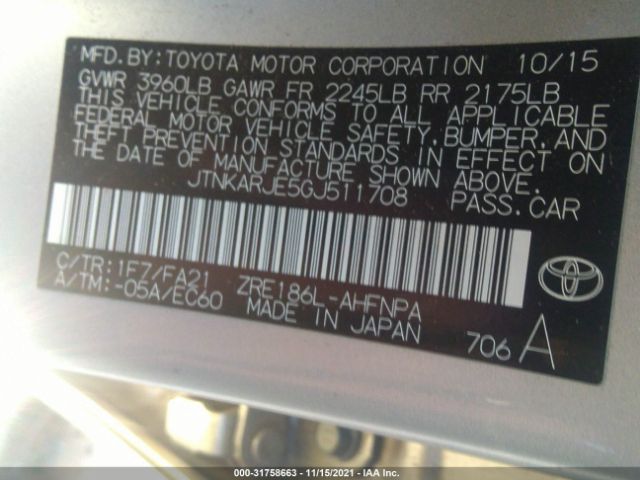 MFD.BY:TOYOTA MOTOR CORPORATION 10/15
GVWR 3960LB GAWR FR 2245LB RR 2175LB
THIS VEHICLE CONFORMS TO ALL APPLICABLE
FEDERAL MOTOR VEHICLE SAFETY,BUMPER,AND
THEFT PREVENTION STANDARDS IN EFFECT ON
THE DATE OF MANUFACTURE SHOWN ABOVE.
JTNKARJE5GJ511708 PASS.CAR
C/TR:1F7/FA21 ZRE186L-AHFNPA
A/TM:-05A/EC60 MADE IN JAPAN
706 A
TOYOTA
000-31758663 - 11/15/2021 - IAA Inc.